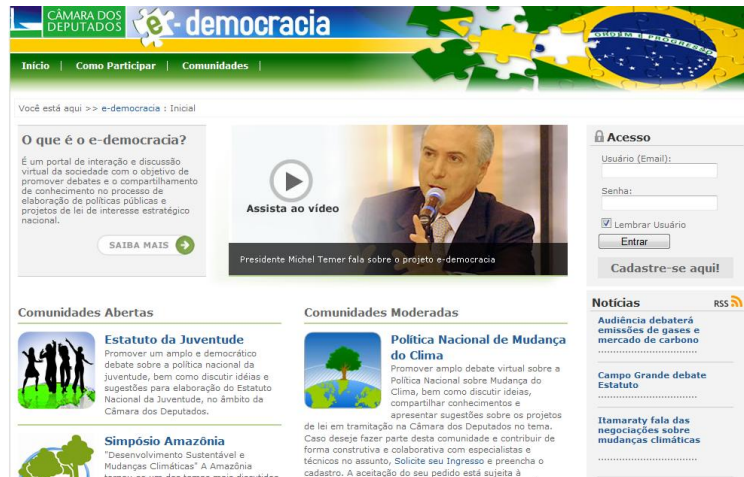 CÂMARA DOS
DEPUTADOS
e-democracia
ORDEM E PROGRESSO
Início | Como Participar | Comunidades |
Você está aqui >> e-democracia : Inicial
O que é o e-democracia?
É um portal de interação e discussão
virtual da sociedade com o objetivo de
promover debates e o compartilhamento
de conhecimento no processo de
elaboração de políticas públicas e
projetos de lei de interesse estratégico
nacional.
SAIBA MAIS
Assista ao vídeo
Presidente Michel Temer fala sobre o projeto e-democracia
Acesso
Usuário (Email):
Senha:
Lembrar Usuário
Entrar
Cadastre-se aqui!
Comunidades Abertas
Estatuto da Juventude
Promover um amplo e democrático
debate sobre a política nacional da
juventude, bem como discutir idéias e
sugestões para elaboração do Estatuto
Nacional da Juventude, no âmbito da
Câmara dos Deputados.
Simpósio Amazônia
"Desenvolvimento Sustentável e
Mudanças Climáticas" A Amazônia
Comunidades Moderadas
Política Nacional de Mudança
do Clima
Promover amplo debate virtual sobre a
Política Nacional sobre Mudança do
Clima, bem como discutir ideias,
compartilhar conhecimentos e
apresentar sugestões sobre os projetos
de lei em tramitação na Câmara dos Deputados no tema.
Caso deseje fazer parte desta comunidade e contribuir de
forma construtiva e colaborativa com especialistas e
técnicos no assunto, Solicite seu Ingresso e preencha o
cadastro. A aceitação do seu pedido está sujeita à
Notícias
RSS
Audiência debaterá
emissões de gases e
mercado de carbono
Campo Grande debate
Estatuto
Itamaraty fala das
negociações sobre
mudanças climáticas